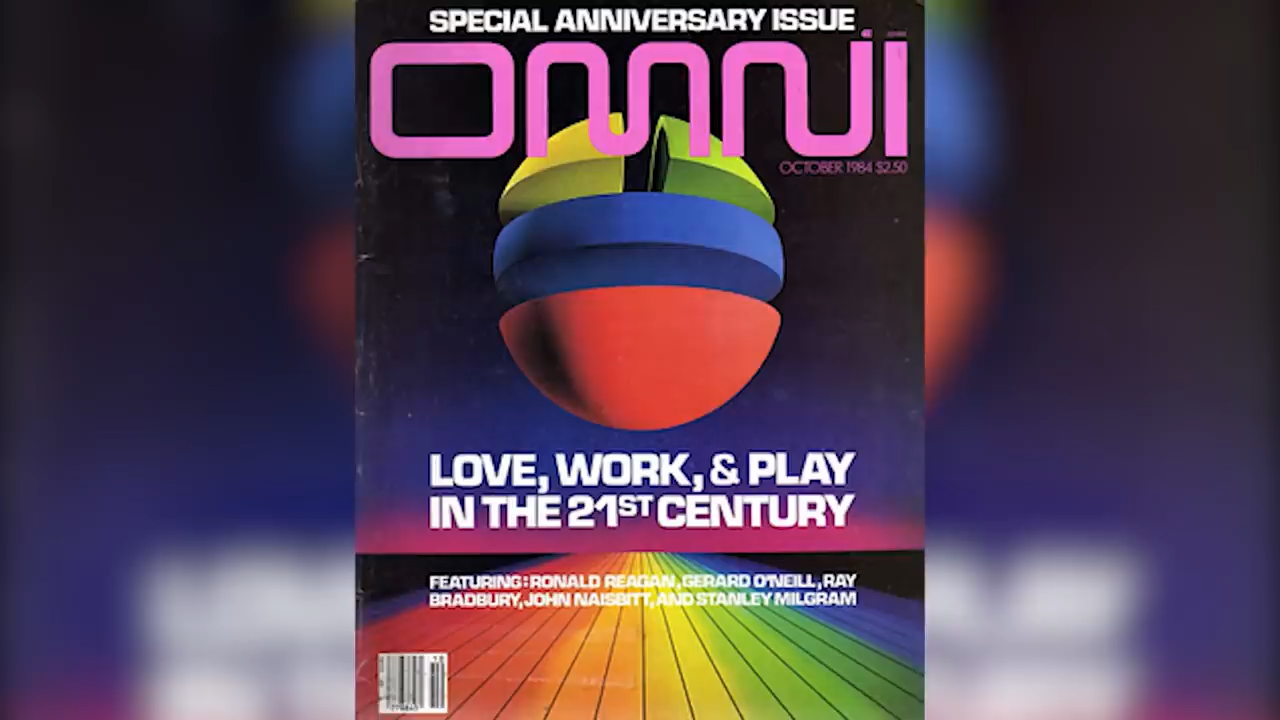 SPECIAL ANNIVERSARY ISSUE
OMNI
OCTOBER 1984 $2.50
LOVE, WORK, & PLAY
IN THE 21ST CENTURY
FEATURING: RONALD REAGAN, GERARD O'NEILL, RAY
BRADBURY, JOHN NAISBITT, AND STANLEY MILGRAM